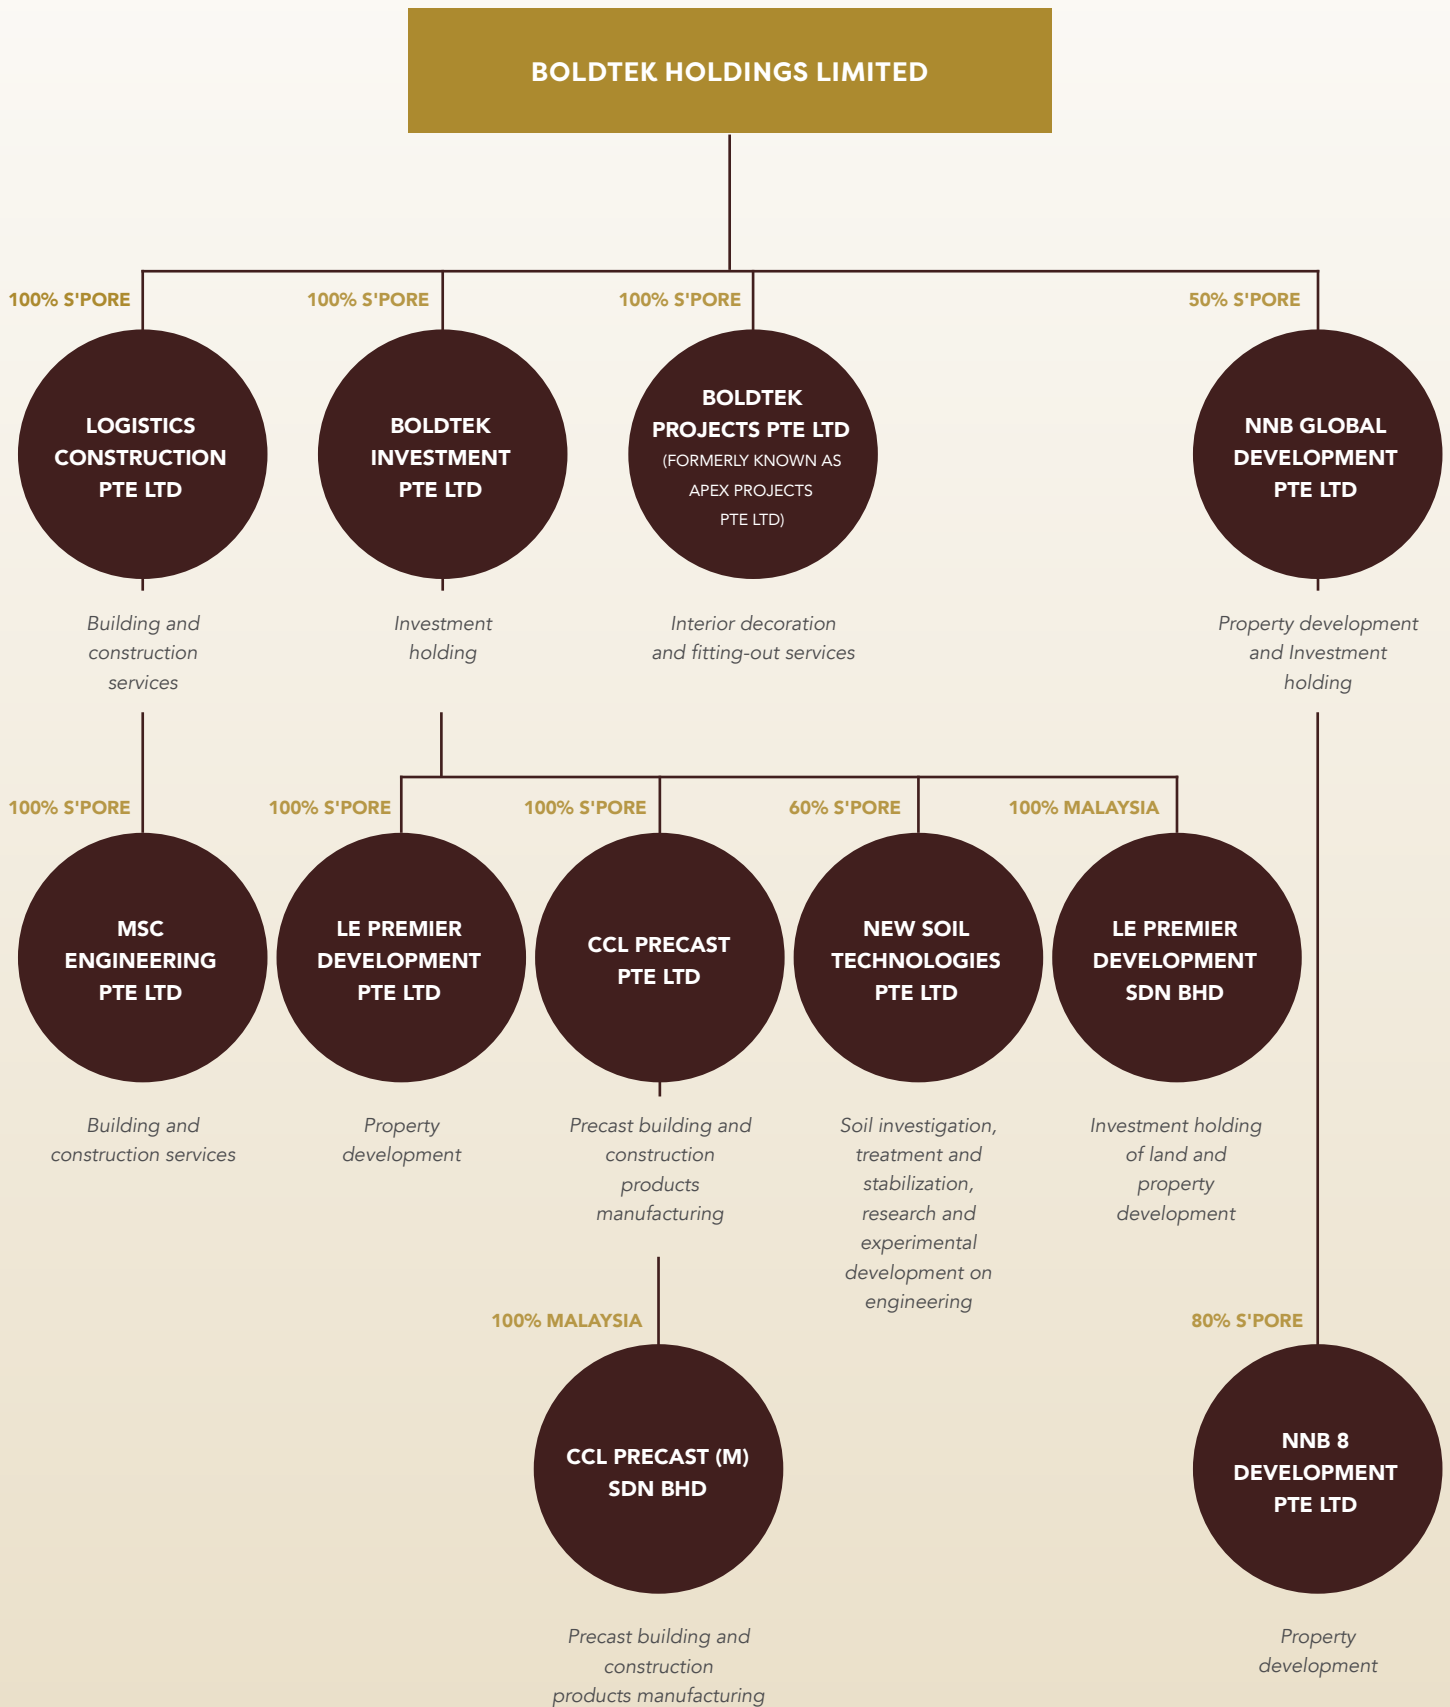 BOLDTEK HOLDINGS LIMITED
100% S'PORE
LOGISTICS
CONSTRUCTION
PTE LTD
Building and
construction
services
100% S'PORE
BOLDTEK
INVESTMENT
PTE LTD
Investment
holding
100% S'PORE
BOLDTEK
PROJECTS PTE LTD
(FORMERLY KNOWN AS
APEX PROJECTS
PTE LTD)
Interior decoration
and fitting-out services
50% S'PORE
NNB GLOBAL
DEVELOPMENT
PTE LTD
Property development
and Investment
holding
100% S'PORE
MSC
ENGINEERING
PTE LTD
Building and
construction services
100% S'PORE
LE PREMIER
DEVELOPMENT
PTE LTD
Property
development
100% S'PORE
CCL PRECAST
PTE LTD
Precast building and
construction
products
manufacturing
60% S'PORE
NEW SOIL
TECHNOLOGIES
PTE LTD
Soil investigation,
treatment and
stabilization,
research and
experimental
development on
engineering
100% MALAYSIA
LE PREMIER
DEVELOPMENT
SDN BHD
Investment holding
of land and
property
development
100% MALAYSIA
CCL PRECAST (M)
SDN BHD
Precast building and
construction
products manufacturing
80% S'PORE
NNB 8
DEVELOPMENT
PTE LTD
Property
development